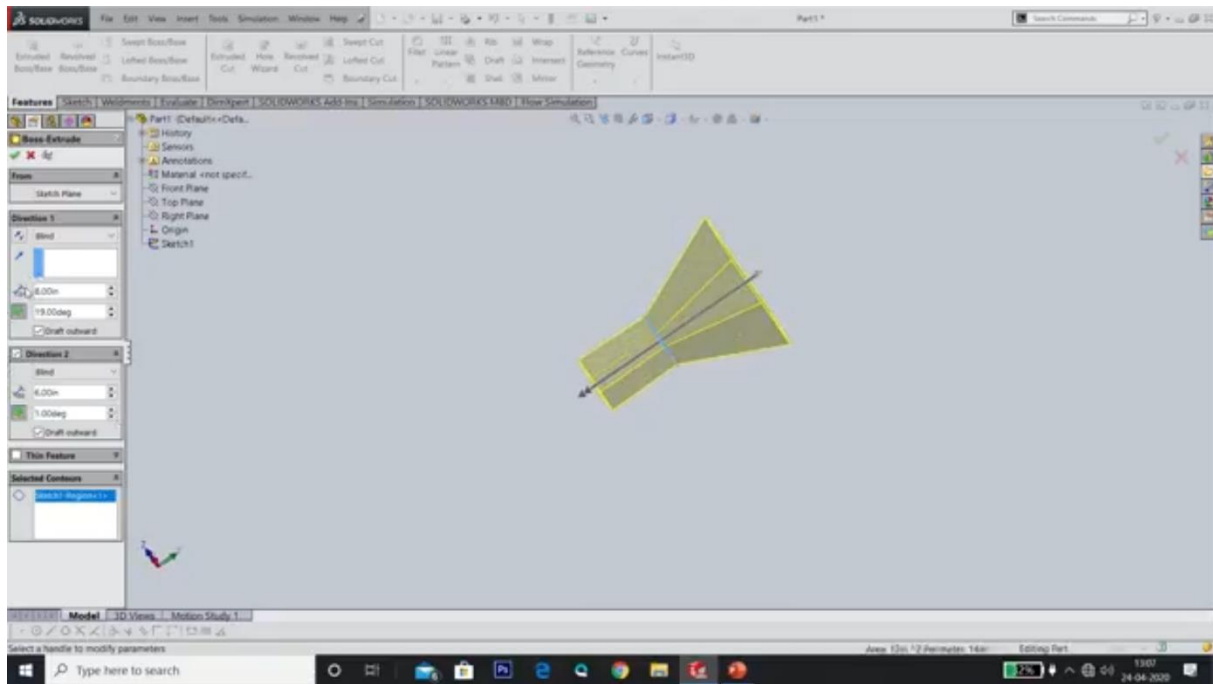 SOLIDWORKS File Edit View Insert Tools Simulation Window Help
Part1 *
Search Commands
Extruded Boss/Base
Revolved Boss/Base
Swept Boss/Base
Lofted Boss/Base
Boundary Boss/Base
Extruded Cut
Hole Wizard
Revolved Cut
Swept Cut
Lofted Cut
Boundary Cut
Fillet
Linear Pattern
Rib
Draft
Shell
Wrap
Intersect
Mirror
Reference Geometry
Curves
Instant3D
Features Sketch Weldments Evaluate DimXpert SOLIDWORKS Add-Ins Simulation SOLIDWORKS MBD Flow Simulation
Part1 (Default<<Defa...
History
Sensors
Annotations
Material <not specif...
Front Plane
Top Plane
Right Plane
Origin
Sketch1
Boss-Extrude
From
Sketch Plane
Direction 1
Blind
8.00in
19.00deg
Draft outward
Direction 2
Blind
6.00in
1.00deg
Draft outward
Thin Feature
Selected Contours
Sketch1-Region<1>
Z
Model 3D Views Motion Study 1
Select a handle to modify parameters
Editing Part
Type here to search
Ps
2%
13:07
24-04-2020